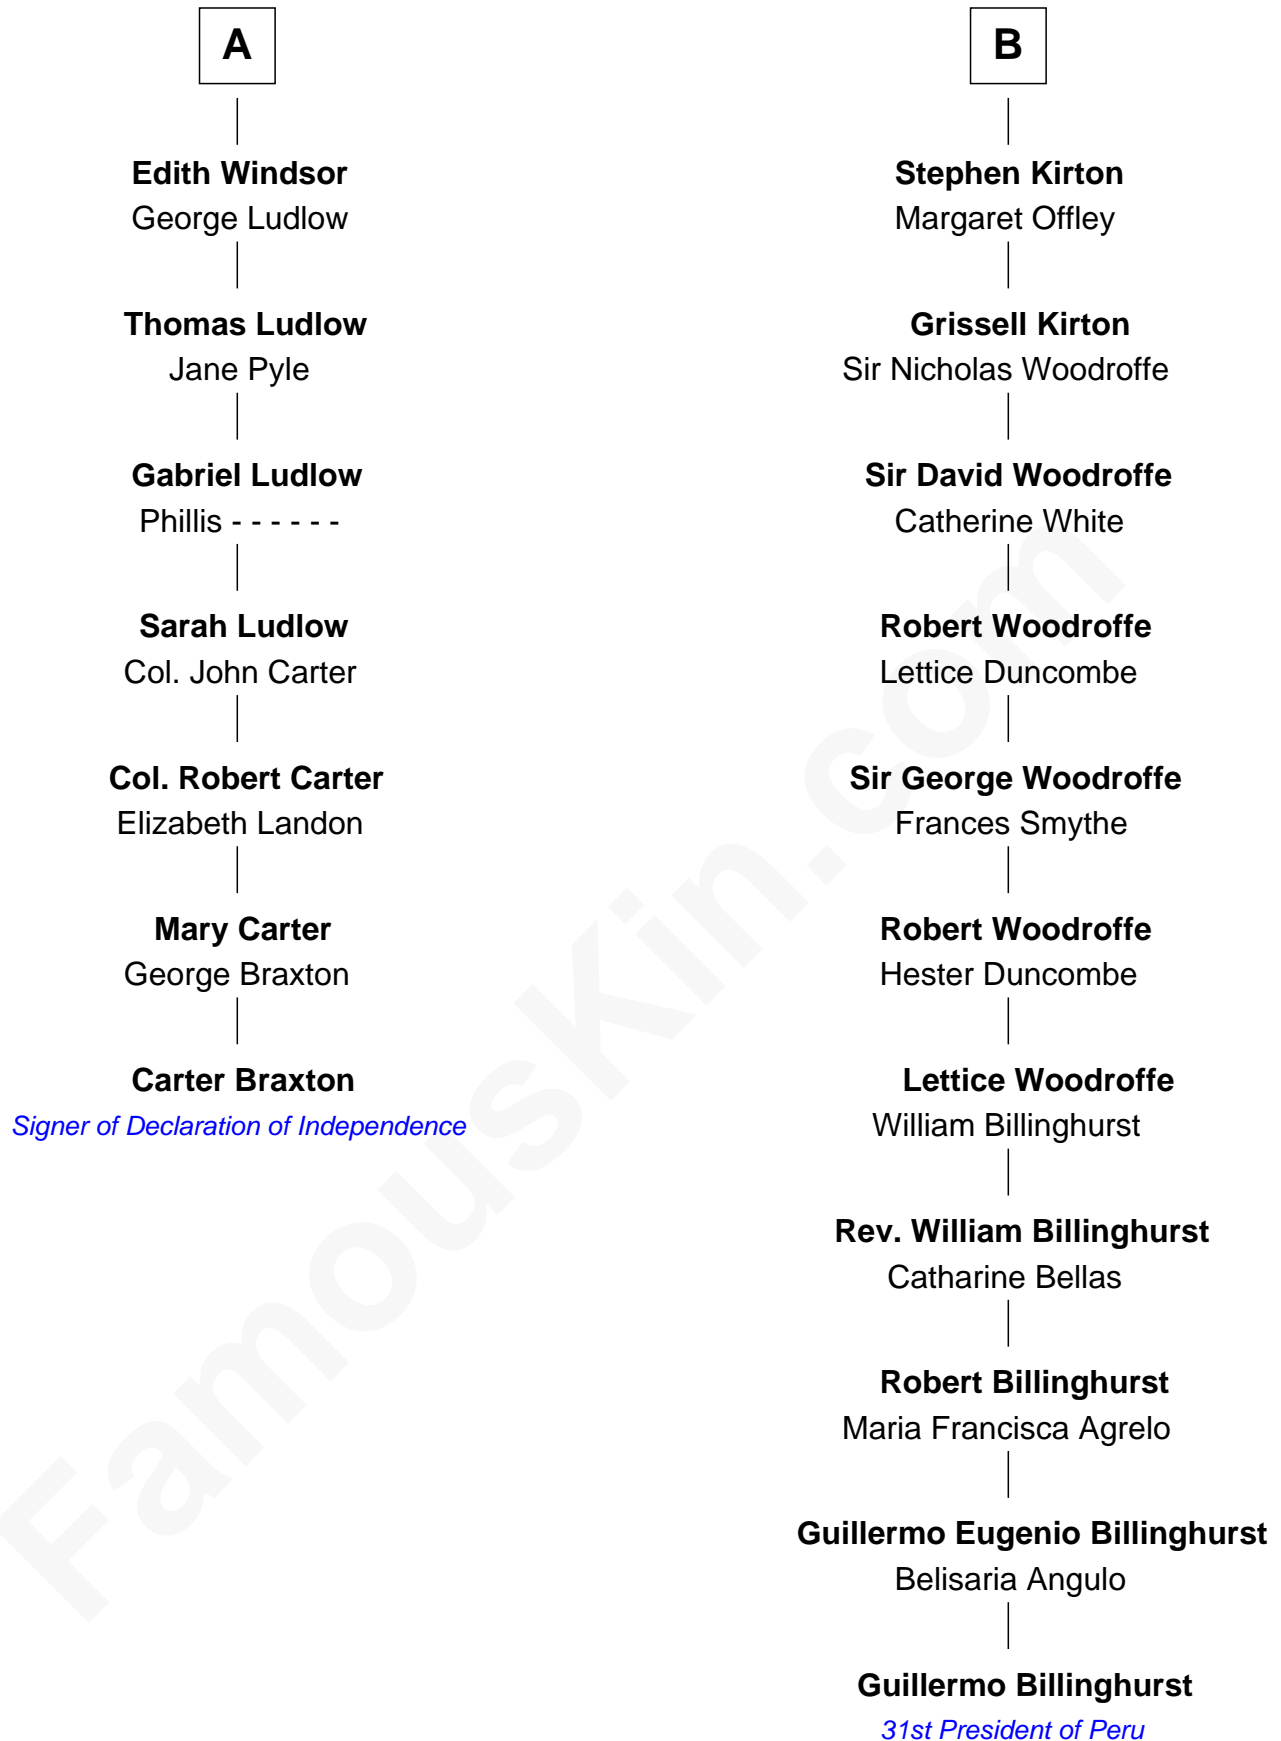 A
Edith Windsor
George Ludlow
Thomas Ludlow
Jane Pyle
Gabriel Ludlow
Phillis - - - - - -
Sarah Ludlow
Col. John Carter
Col. Robert Carter
Elizabeth Landon
Mary Carter
George Braxton
Carter Braxton
Signer of Declaration of Independence
B
Stephen Kirton
Margaret Offley
Grissell Kirton
Sir Nicholas Woodroffe
Sir David Woodroffe
Catherine White
Robert Woodroffe
Lettice Duncombe
Sir George Woodroffe
Frances Smythe
Robert Woodroffe
Hester Duncombe
Lettice Woodroffe
William Billinghurst
Rev. William Billinghurst
Catharine Bellas
Robert Billinghurst
Maria Francisca Agrelo
Guillermo Eugenio Billinghurst
Belisaria Angulo
Guillermo Billinghurst
31st President of Peru
FamousKin.com